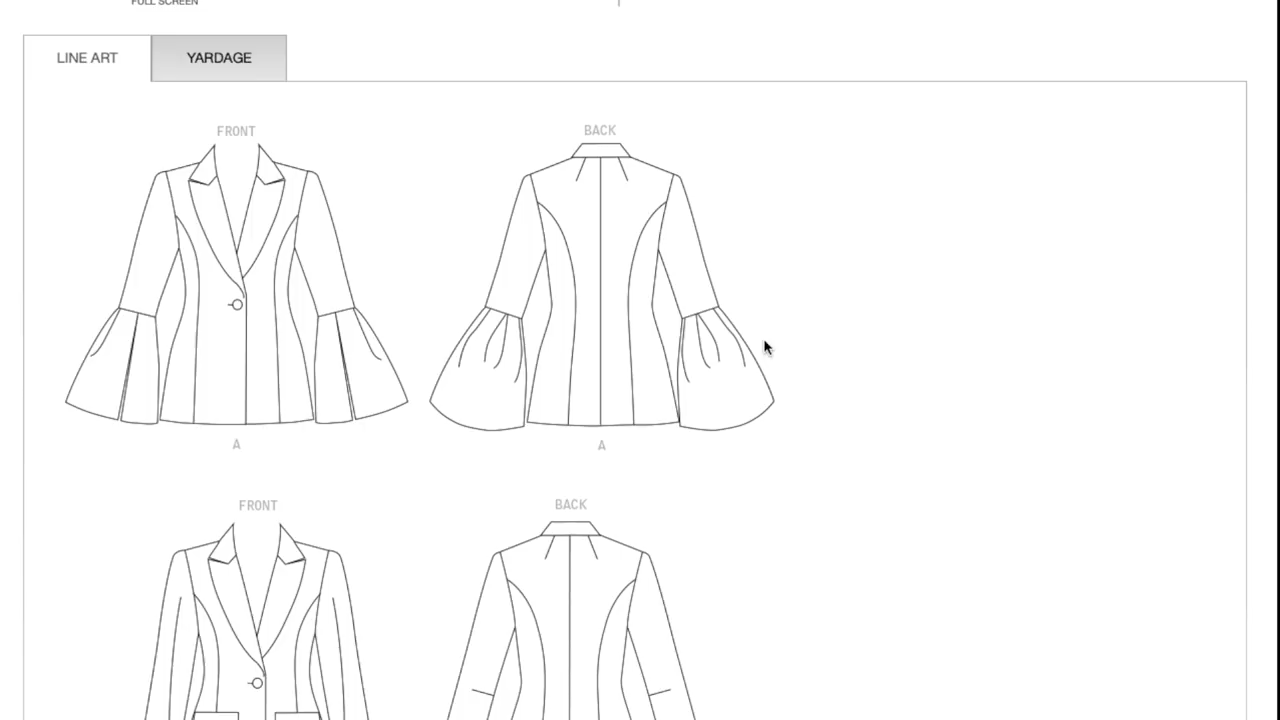 FULL SCREEN
LINE ART
YARDAGE
FRONT
BACK
A
A
FRONT
BACK